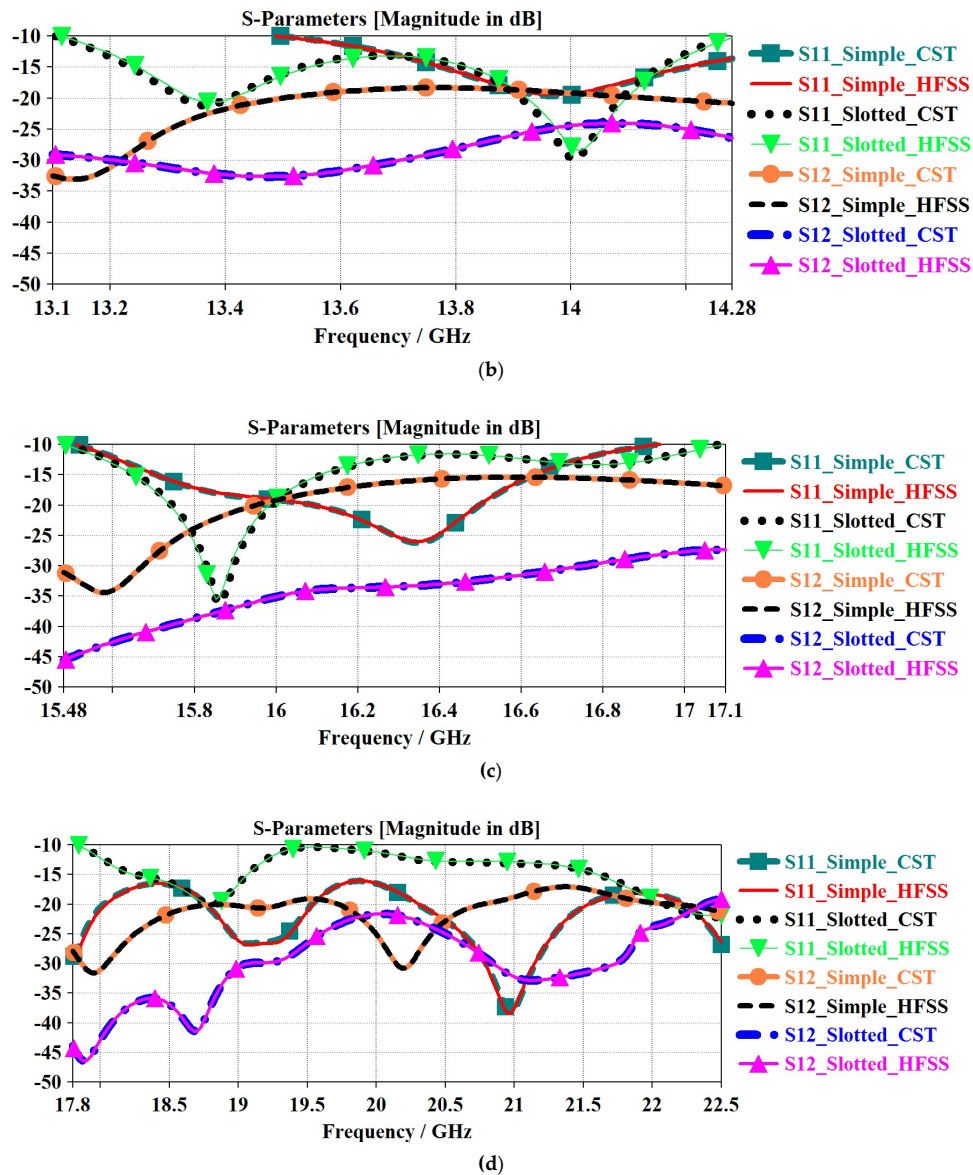 S-Parameters [Magnitude in dB]
-10
-15
-20
-25
-30
-35
-40
-45
-50
13.1 13.2 13.4 13.6 13.8 14 14.28
Frequency / GHz
S11_Simple_CST
S11_Simple_HFSS
S11_Slotted_CST
S11_Slotted_HFSS
S12_Simple_CST
S12_Simple_HFSS
S12_Slotted_CST
S12_Slotted_HFSS
(b)
S-Parameters [Magnitude in dB]
-10
-15
-20
-25
-30
-35
-40
-45
-50
15.48 15.8 16 16.2 16.4 16.6 16.8 17 17.1
Frequency / GHz
S11_Simple_CST
S11_Simple_HFSS
S11_Slotted_CST
S11_Slotted_HFSS
S12_Simple_CST
S12_Simple_HFSS
S12_Slotted_CST
S12_Slotted_HFSS
(c)
S-Parameters [Magnitude in dB]
-10
-15
-20
-25
-30
-35
-40
-45
-50
17.8 18.5 19 19.5 20 20.5 21 21.5 22 22.5
Frequency / GHz
S11_Simple_CST
S11_Simple_HFSS
S11_Slotted_CST
S11_Slotted_HFSS
S12_Simple_CST
S12_Simple_HFSS
S12_Slotted_CST
S12_Slotted_HFSS
(d)